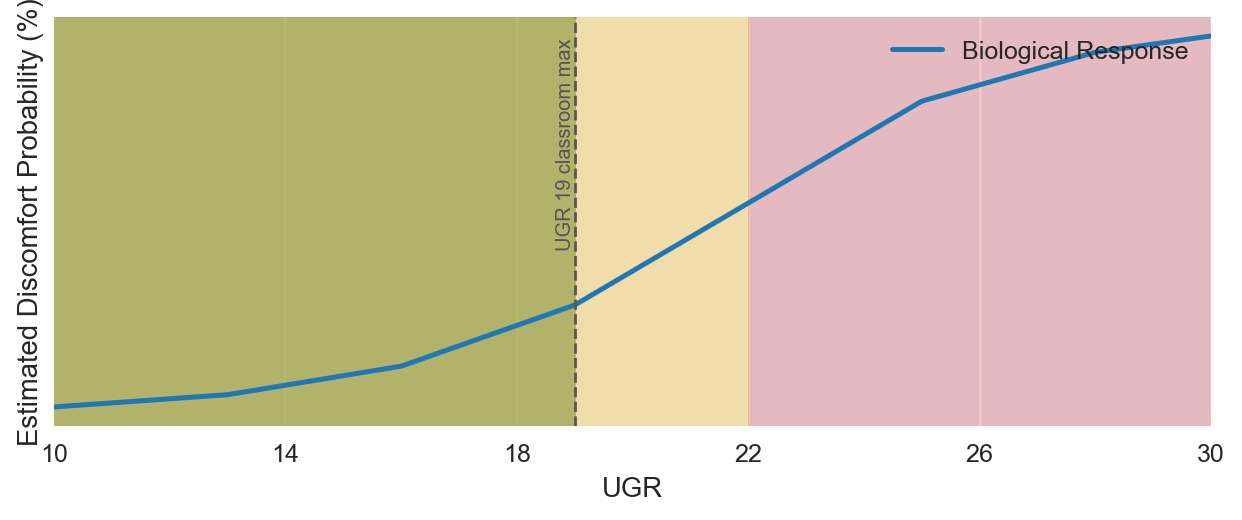 Estimated Discomfort Probability (%)
UGR 19 classroom max
Biological Response
10 14 18 22 26 30
UGR